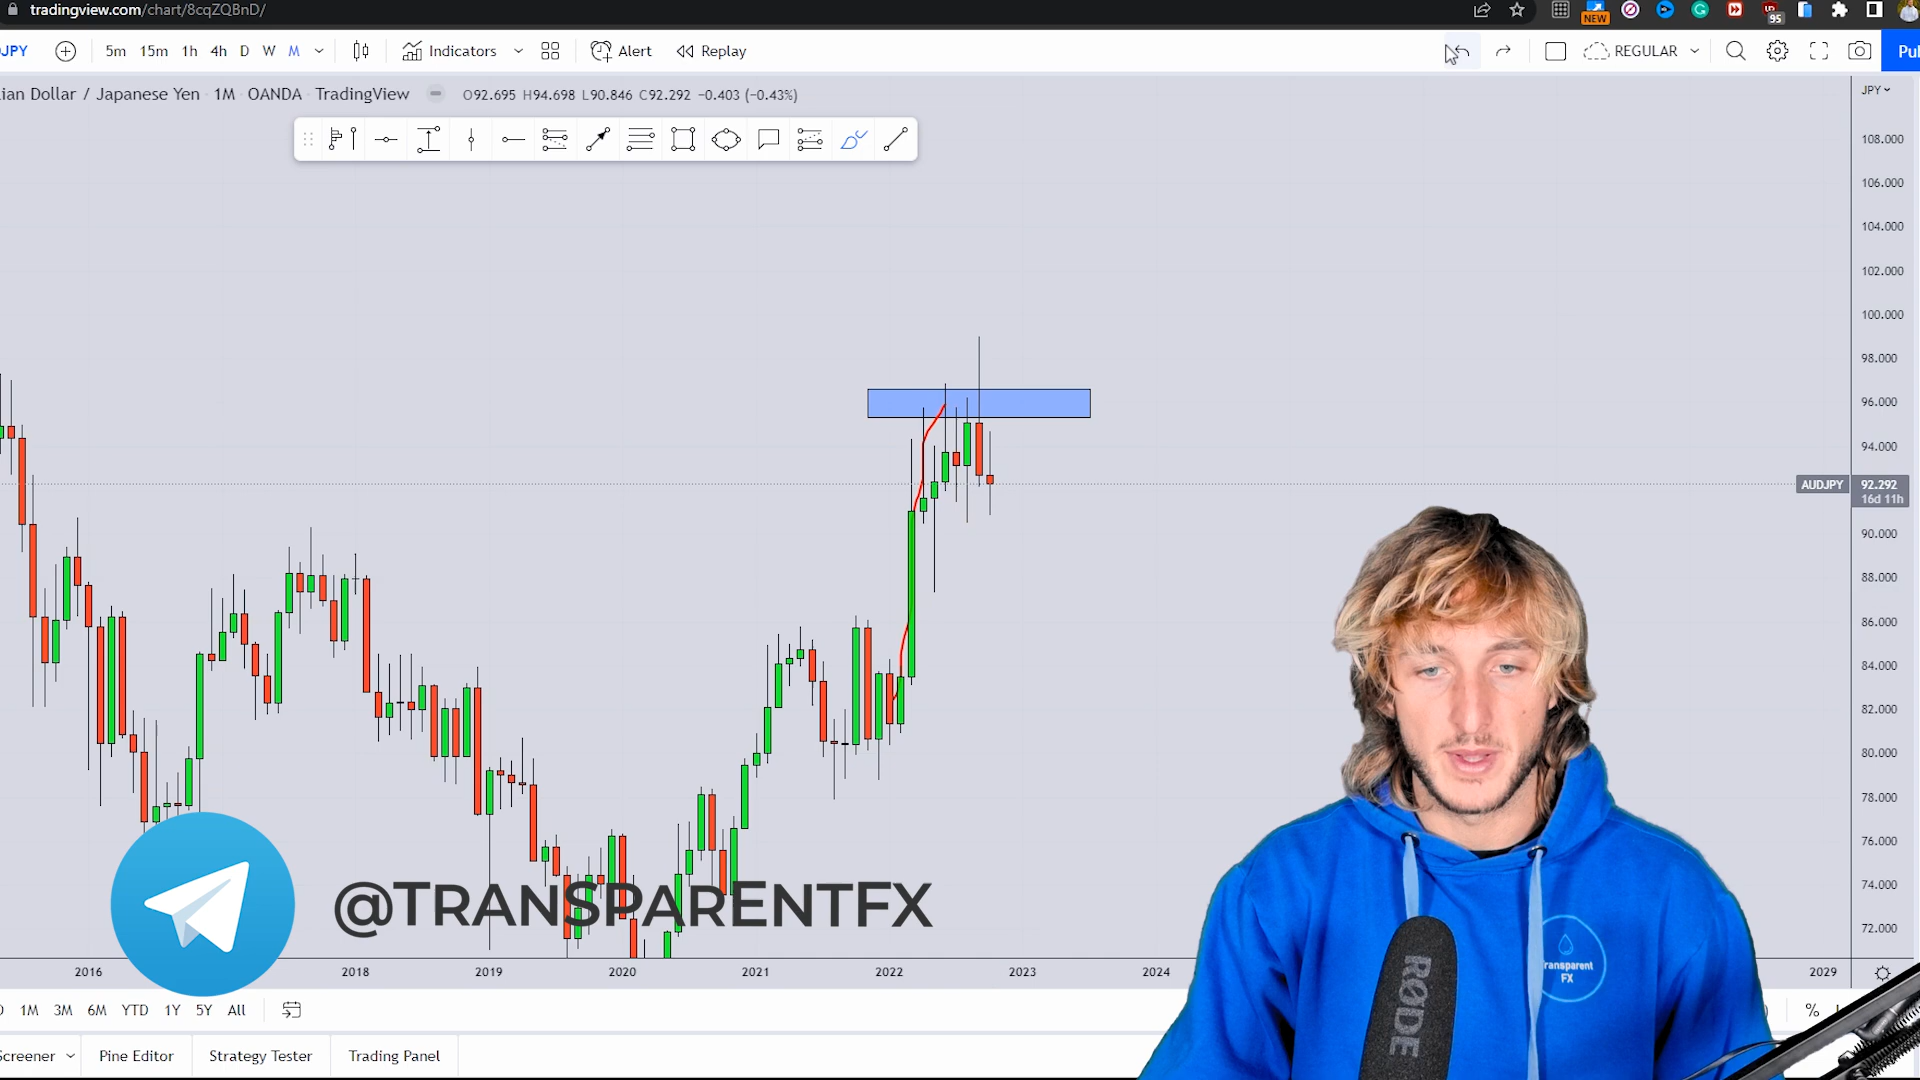 tradingview.com/chart/8cqZQBnD/
NEW
95
JPY
5m 15m 1h 4h D W M
Indicators
Alert
Replay
REGULAR
Pu
ian Dollar / Japanese Yen 1M OANDA TradingView
O92.695 H94.698 L90.846 C92.292 −0.403 (−0.43%)
JPY
108.000
106.000
104.000
102.000
100.000
98.000
96.000
94.000
AUDJPY 92.292
16d 11h
90.000
88.000
86.000
84.000
82.000
80.000
78.000
76.000
74.000
72.000
@TRANSPARENTFX
RØDE
ransparent
FX
2016 2018 2019 2020 2021 2022 2023 2024 2029
1M 3M 6M YTD 1Y 5Y All
%
Screener Pine Editor Strategy Tester Trading Panel